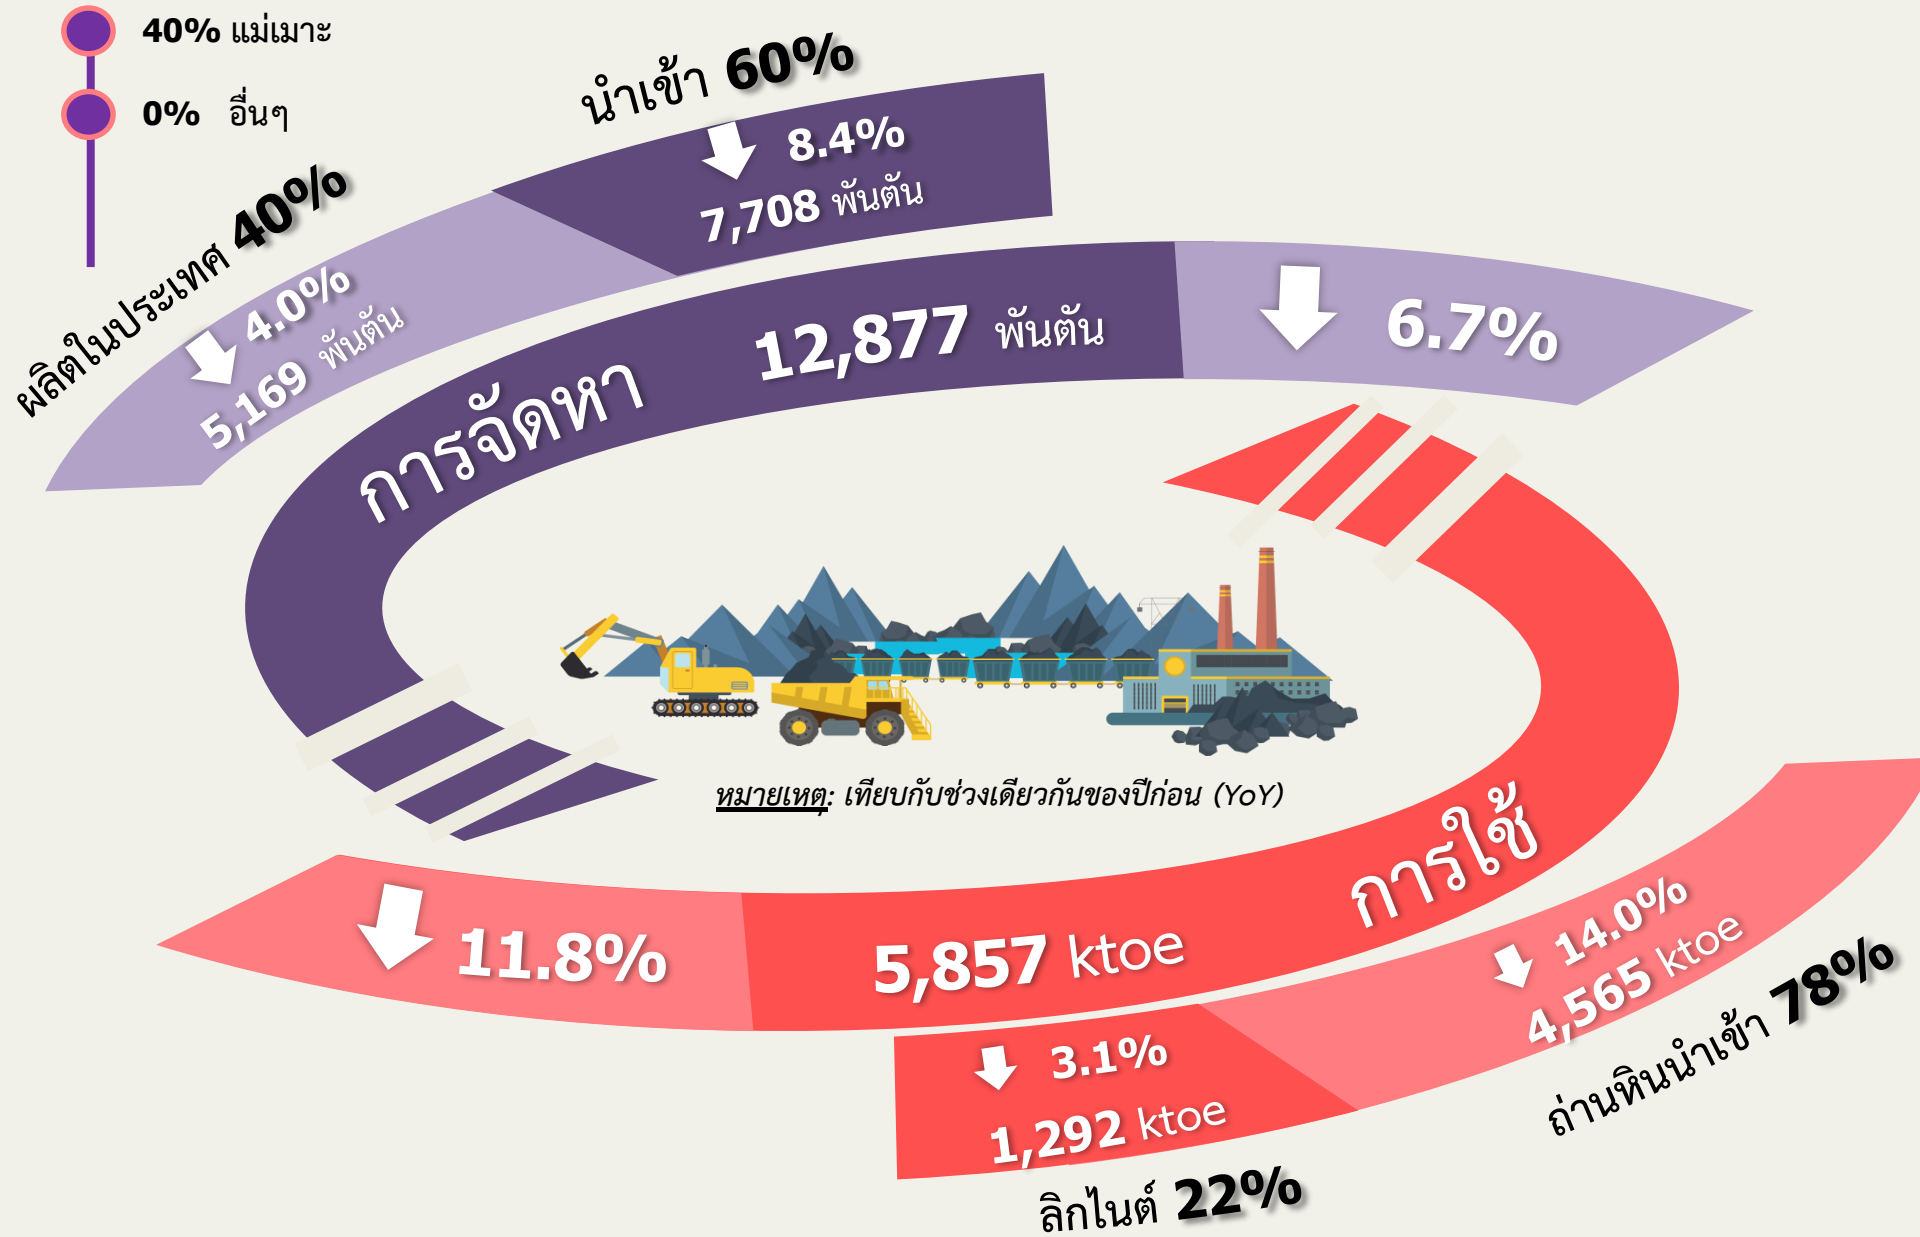 40% แม่เมาะ
0% อื่นๆ
นำเข้า 60%
8.4%
7,708 พันตัน
ผลิตในประเทศ 40%
4.0%
5,169 พันตัน
การจัดหา 12,877 พันตัน
6.7%
หมายเหตุ: เทียบกับช่วงเดียวกันของปีก่อน (YoY)
การใช้
5,857 ktoe
11.8%
14.0%
4,565 ktoe
ถ่านหินนำเข้า 78%
3.1%
1,292 ktoe
ลิกไนต์ 22%